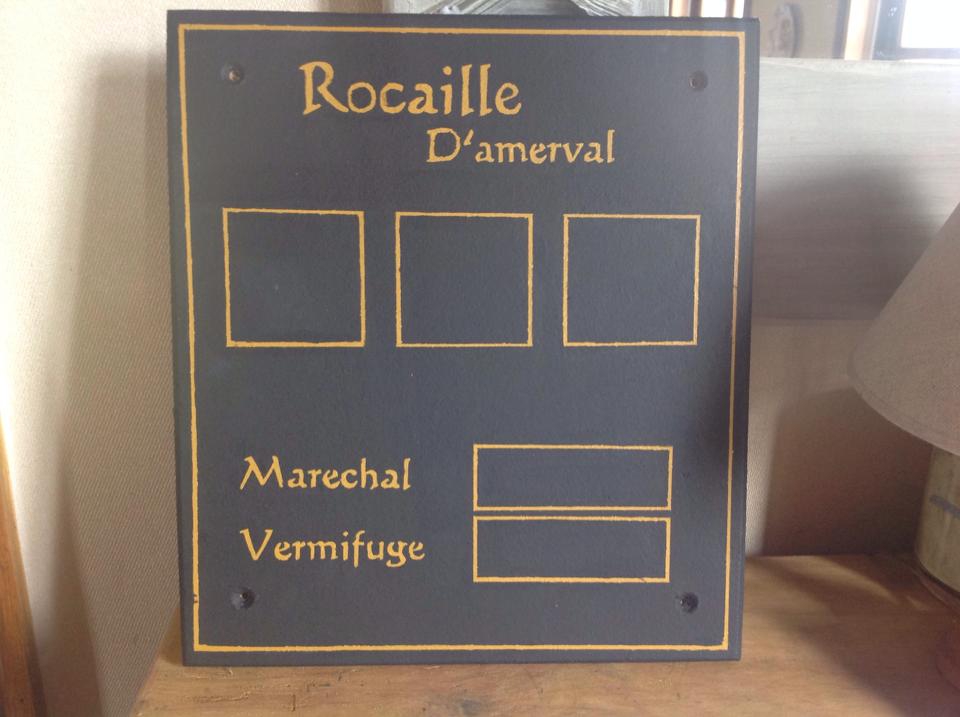 Rocaille
D'amerval
Marechal
Vermifuge